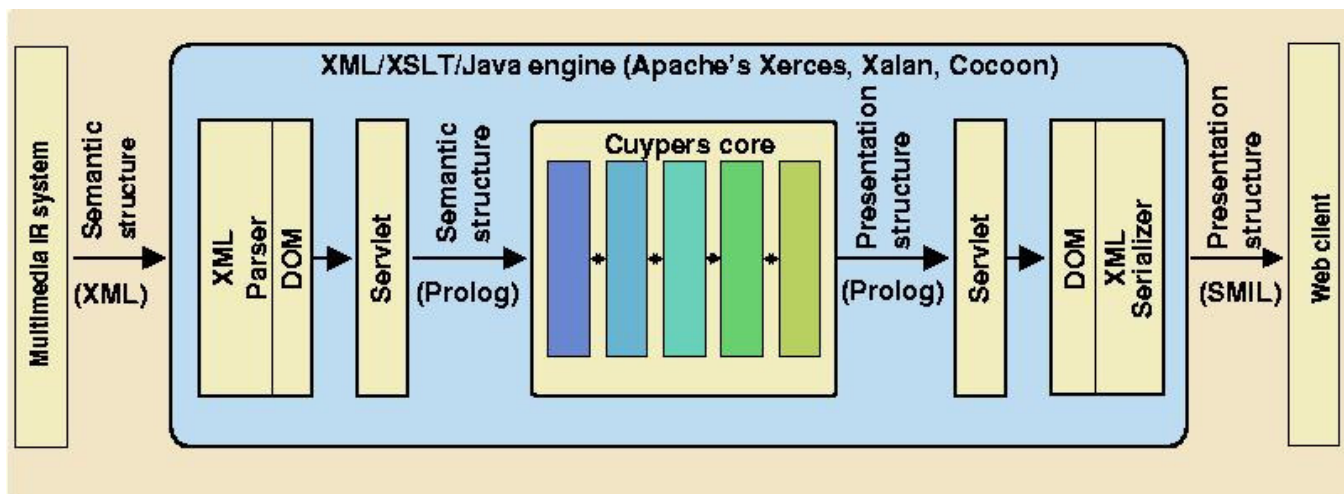 XML/XSLT/Java engine (Apache's Xerces, Xalan, Cocoon)
Multimedia IR system
Semantic
structure
(XML)
XML
Parser
DOM
Servlet
Semantic
structure
(Prolog)
Cuypers core
Presentation
structure
(Prolog)
Servlet
DOM
XML
Serializer
Presentation
structure
(SMIL)
Web client